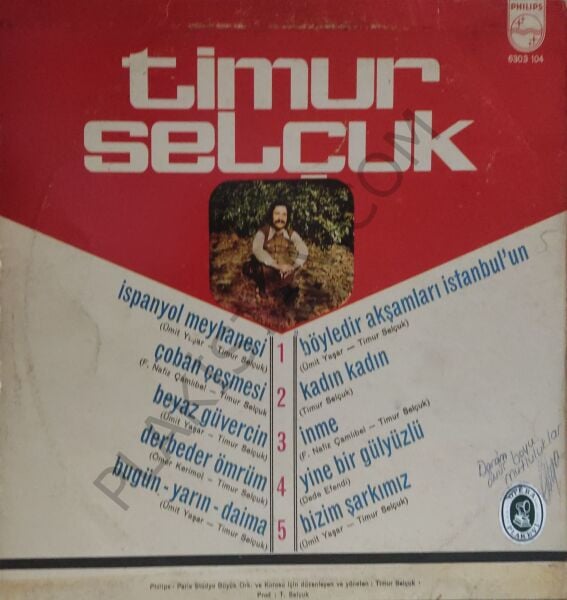 PHILIPS
6303 104
timur
selçuk
ispanyol meyhanesi
(Ümit Yaşar — Timur Selçuk)
çoban çeşmesi
(F. Nafiz Çamlıbel — Timur Selçuk
beyaz güvercin
(Ümit Yaşar — Timur Selçuk)
derbeder ömrüm
(Ömer Kerimol — Timur Selçuk)
bugün - yarın - daima
(Ümit Yaşar — Timur Selçuk)
1
2
3
4
5
böyledir akşamları istanbul'un
(Ümit Yaşar — Timur Selçuk)
kadın kadın
(Timur Selçuk)
inme
(F. Nafiz Çamlıbel — Timur Selçuk)
yine bir gülyüzlü
(Dede Efendi)
bizim şarkımız
(Ümit Yaşar — Timur Selçuk)
boyu
mutluluklar
OPERA
PLAKEVİ
Philips - Paris Stüdyo Büyük Ork. ve Korosu için düzenleyen ve yöneten : Timur Selçuk
Prod : T. Selçuk